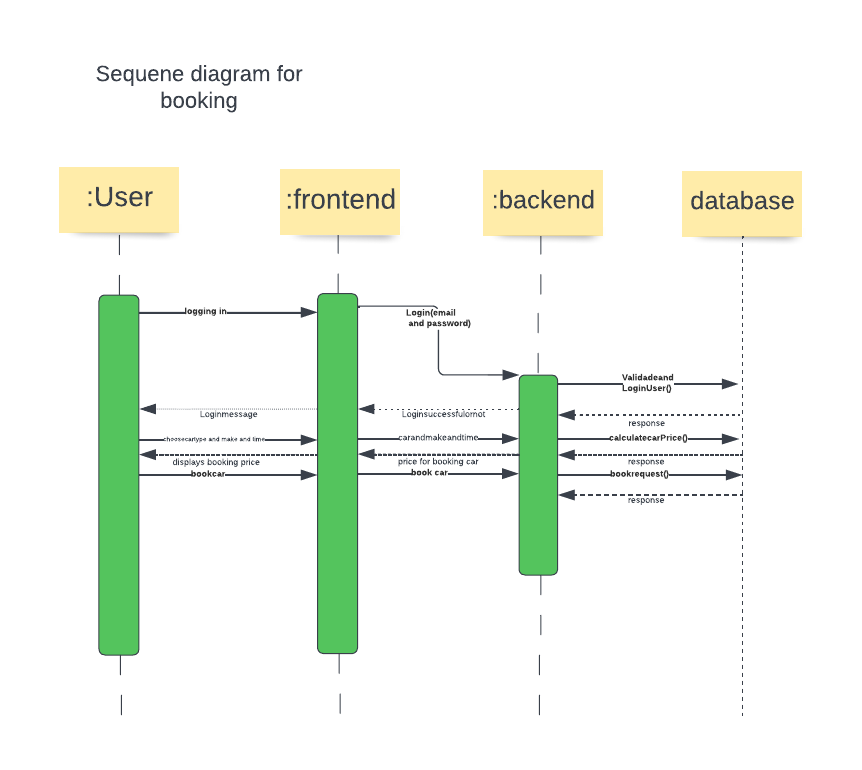 Sequene diagram for
booking
:User
:frontend
:backend
database
logging in
Login(email
and password)
Validadeand
LoginUser()
Loginmessage
Loginsuccessfulornot
response
choosecartype and make and time
carandmakeandtime
calculatecarPrice()
displays booking price
price for booking car
response
bookcar
book car
bookrequest()
response